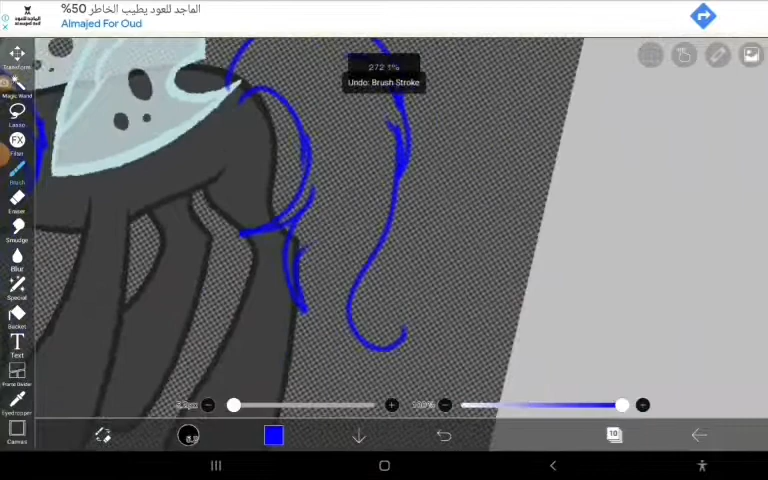 الماجد للعود يطيب الخاطر 50%
Almajed For Oud
272.1%
Undo: Brush Stroke
Transform
Magic Wand
Lasso
FX
Filter
Brush
Eraser
Smudge
Blur
Special
Bucket
T
Text
Frame Divider
Eyedropper
Canvas
100%
10